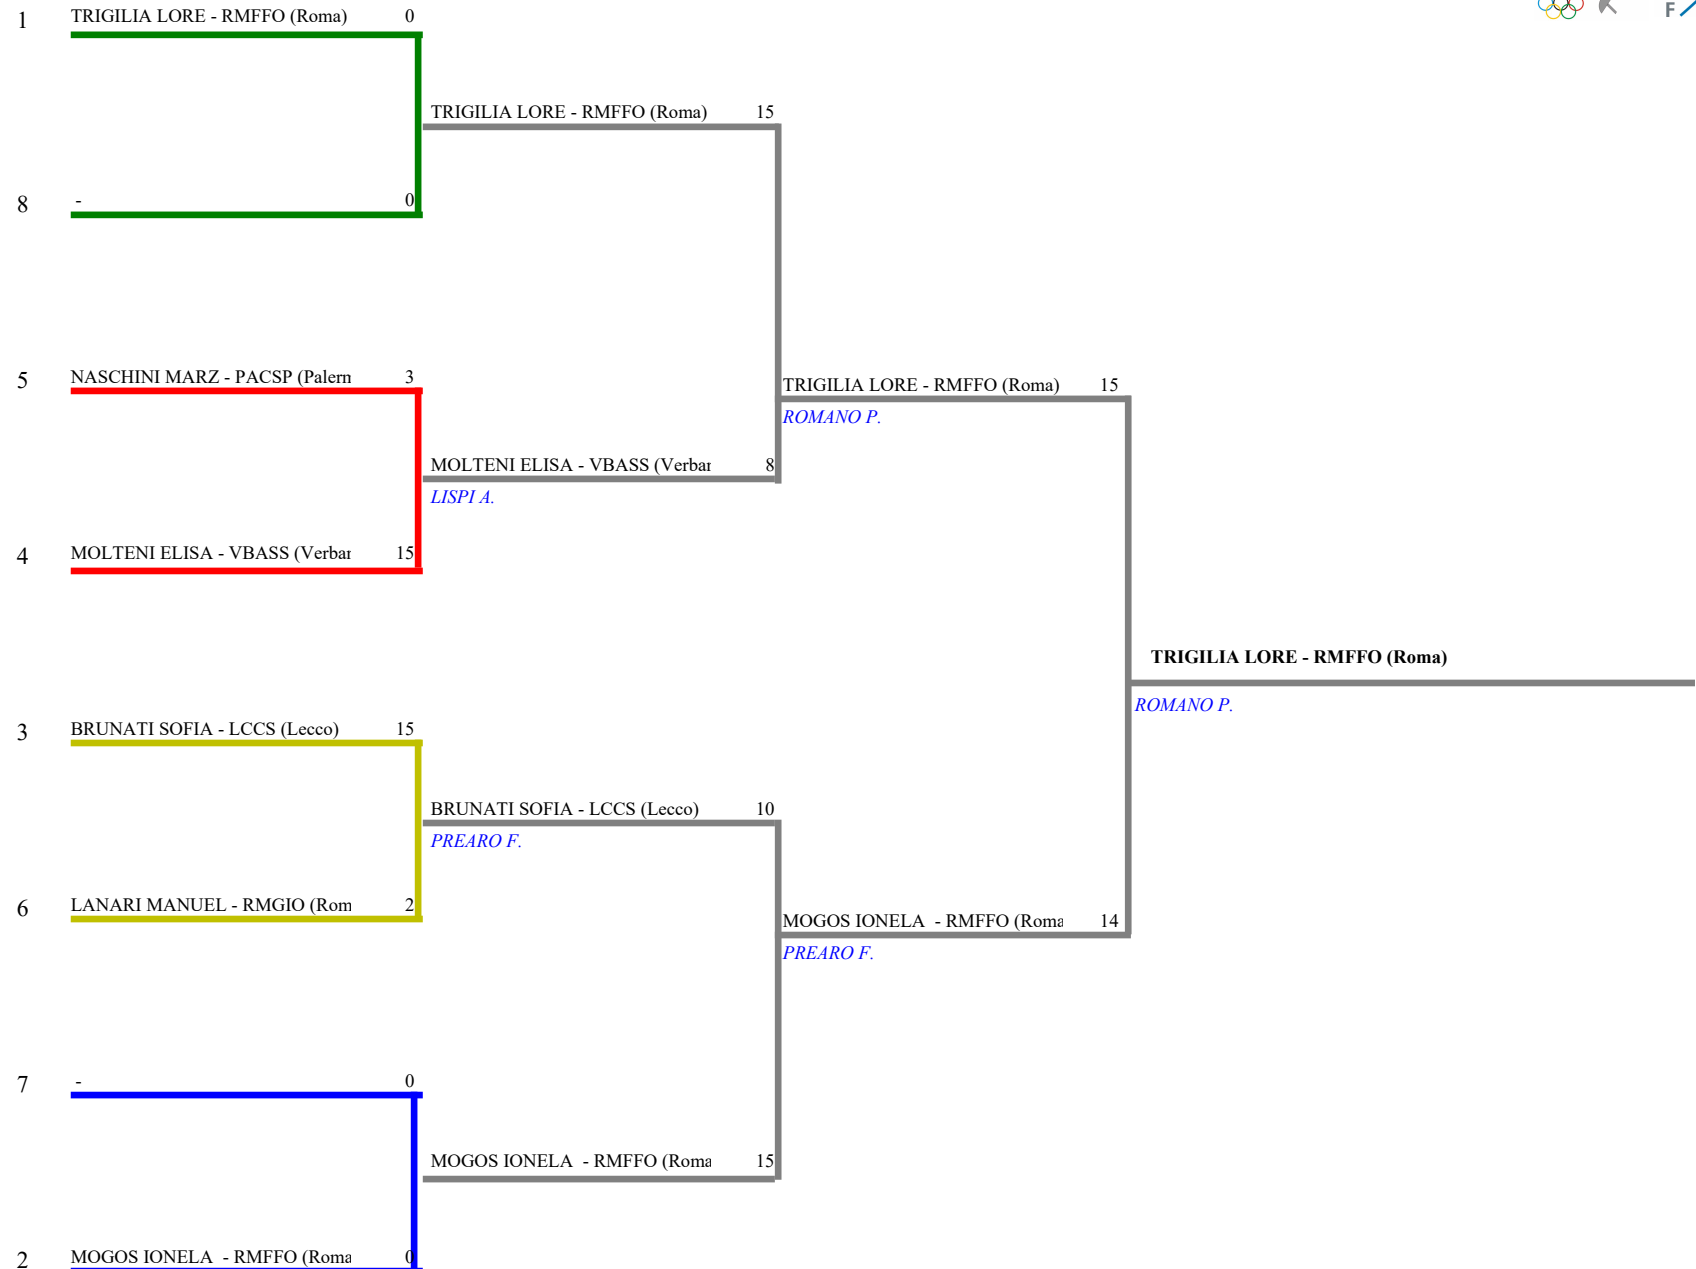 1 TRIGILIA LORE - RMFFO (Roma) 0
F
TRIGILIA LORE - RMFFO (Roma) 15
8 - 0
5 NASCHINI MARZ - PACSP (Palern 3
TRIGILIA LORE - RMFFO (Roma) 15
ROMANO P.
MOLTENI ELISA - VBASS (Verbar 8
LISPI A.
4 MOLTENI ELISA - VBASS (Verbar 15
TRIGILIA LORE - RMFFO (Roma)
ROMANO P.
3 BRUNATI SOFIA - LCCS (Lecco) 15
BRUNATI SOFIA - LCCS (Lecco) 10
PREARO F.
6 LANARI MANUEL - RMGIO (Rom 2
MOGOS IONELA - RMFFO (Roma 14
PREARO F.
7 - 0
MOGOS IONELA - RMFFO (Roma 15
2 MOGOS IONELA - RMFFO (Roma 0